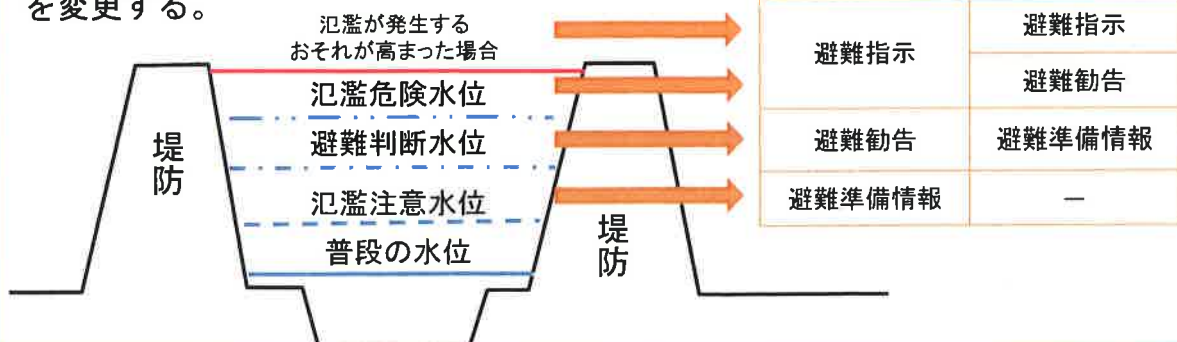 を変更する。
氾濫が発生する
おそれが高まった場合
氾濫危険水位
避難判断水位
氾濫注意水位
普段の水位
堤防
堤防
避難指示
避難指示
避難勧告
避難勧告
避難準備情報
避難準備情報
－